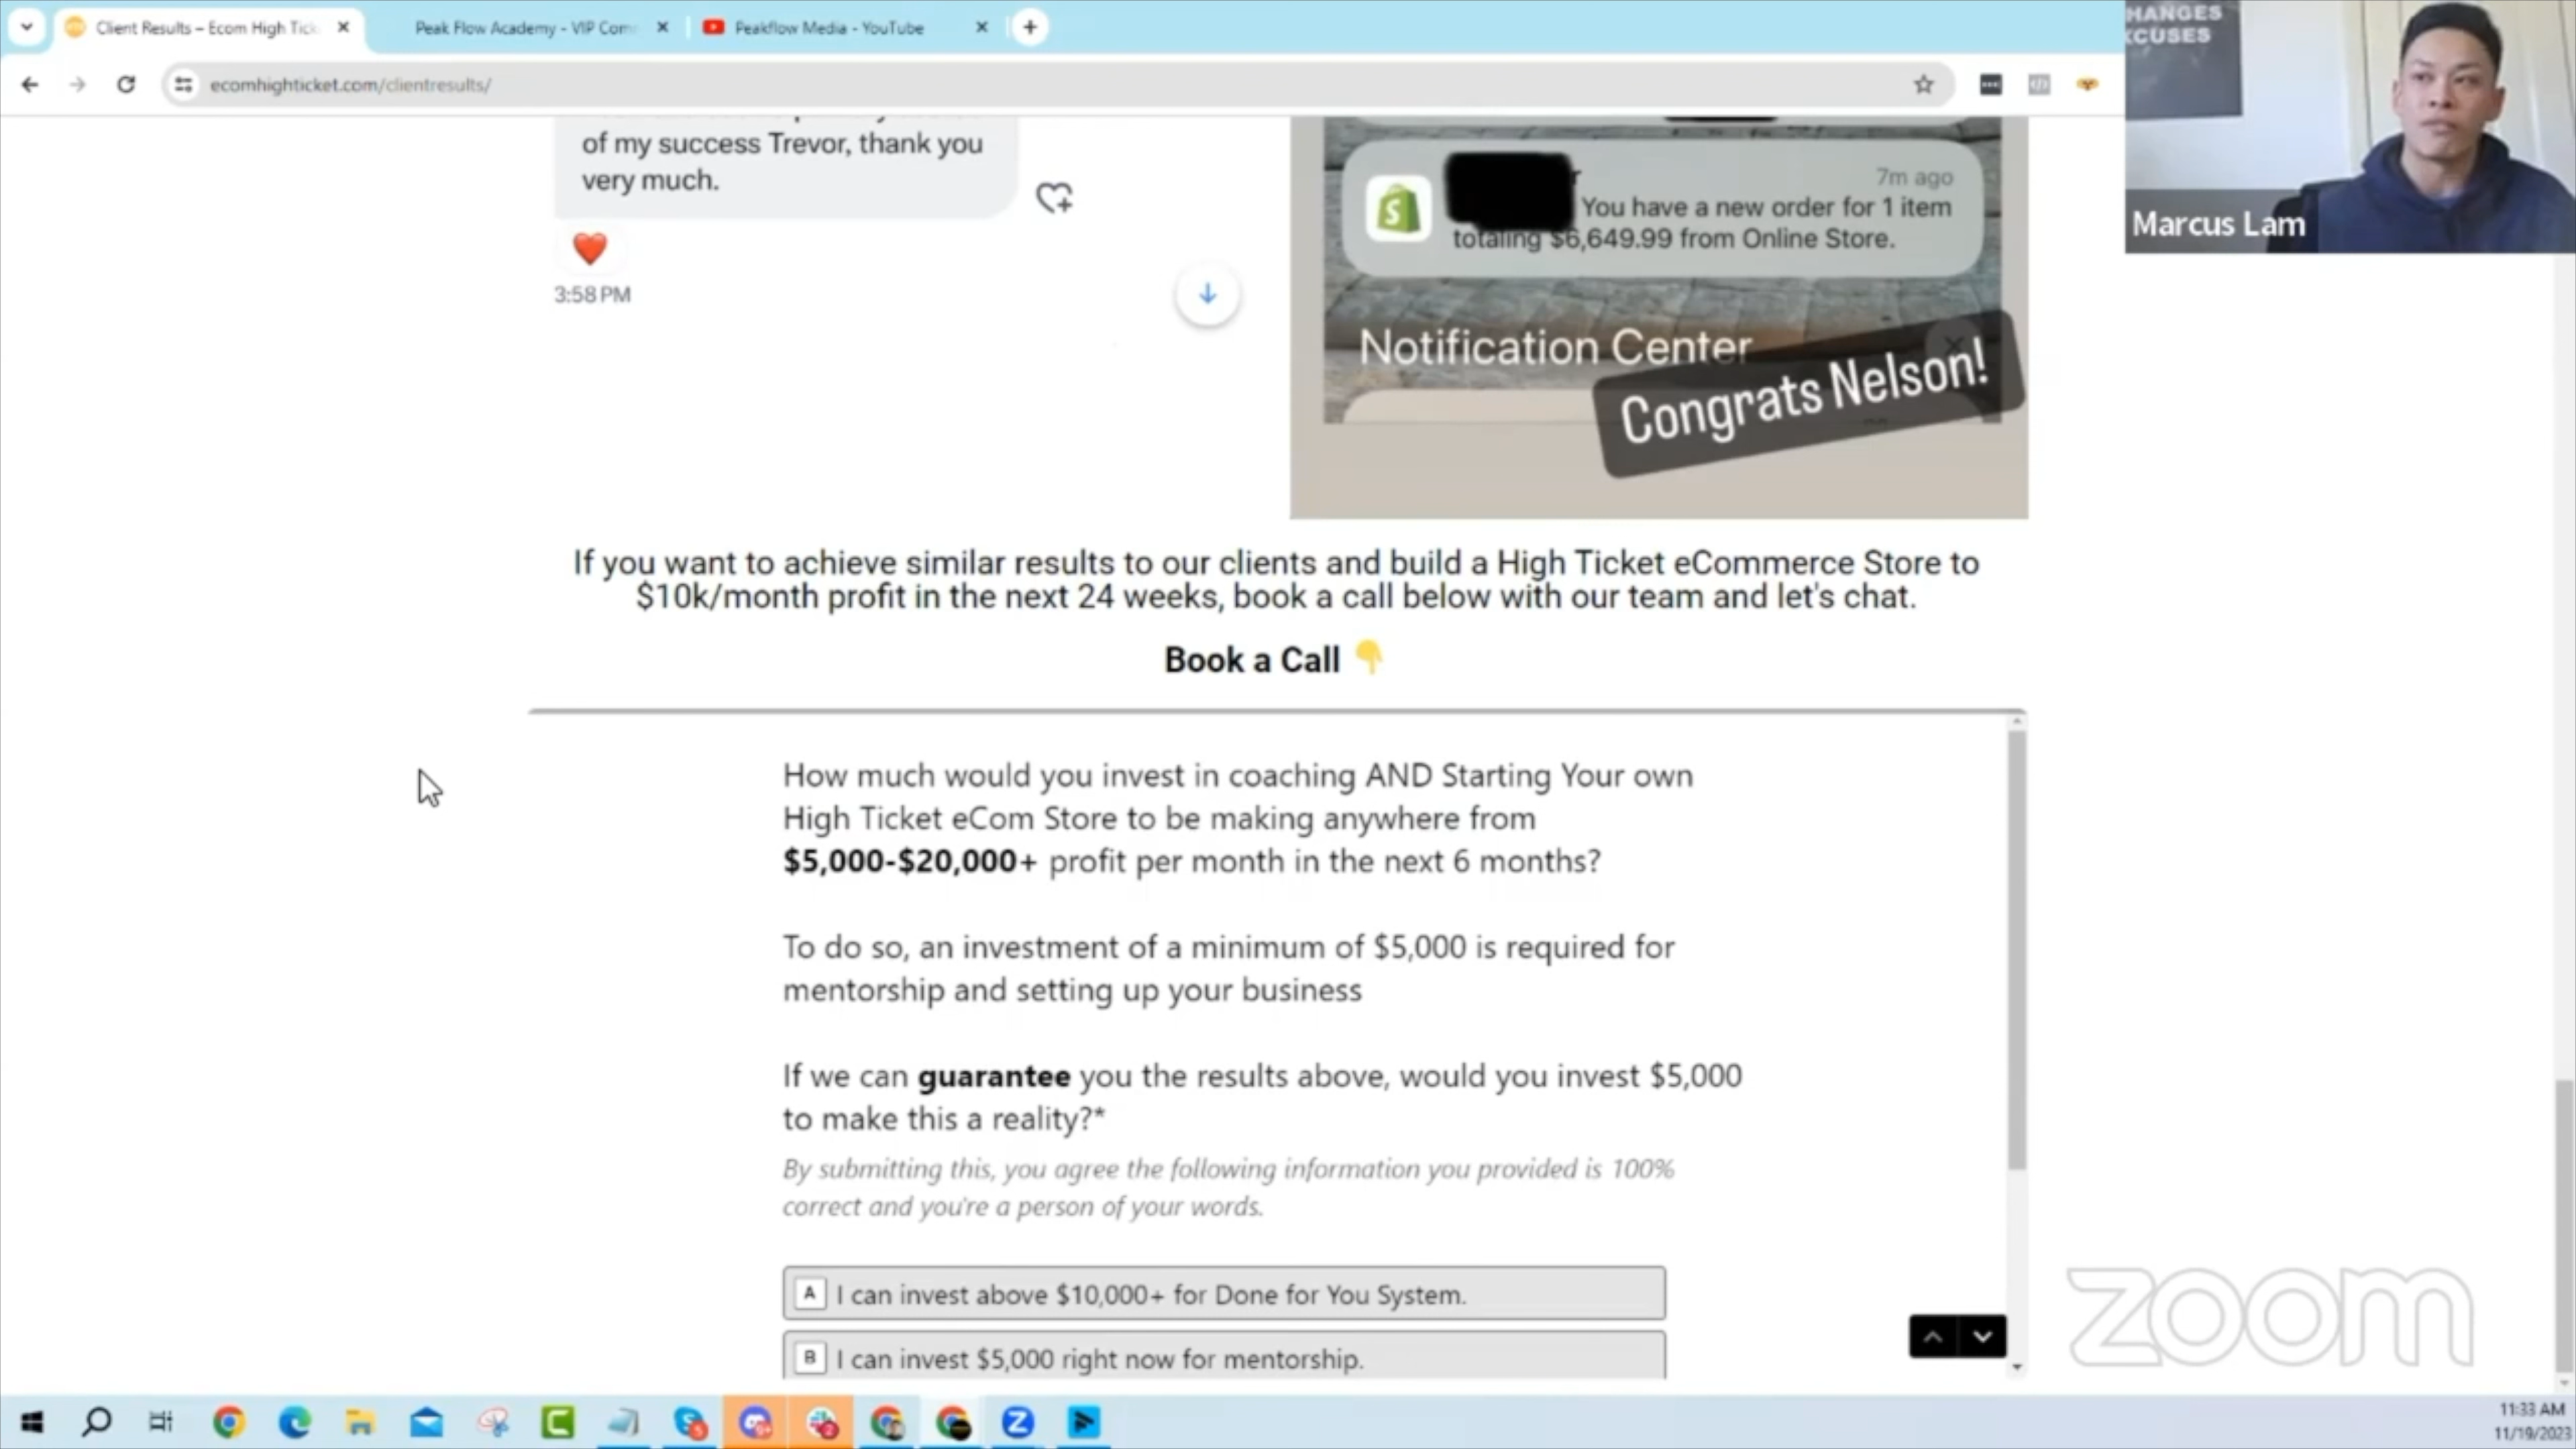 Client Results – Ecom High Tick
Peak Flow Academy - VIP Com
Peakflow Media - YouTube
ecomhighticket.com/clientresults/
HANGES
XCUSES
Marcus Lam
of my success Trevor, thank you
very much.
3:58 PM
7m ago
You have a new order for 1 item
totaling $6,649.99 from Online Store.
Notification Center
Congrats Nelson!
If you want to achieve similar results to our clients and build a High Ticket eCommerce Store to
$10k/month profit in the next 24 weeks, book a call below with our team and let's chat.
Book a Call 👇
How much would you invest in coaching AND Starting Your own
High Ticket eCom Store to be making anywhere from
$5,000-$20,000+ profit per month in the next 6 months?
To do so, an investment of a minimum of $5,000 is required for
mentorship and setting up your business
If we can guarantee you the results above, would you invest $5,000
to make this a reality?*
By submitting this, you agree the following information you provided is 100%
correct and you're a person of your words.
A I can invest above $10,000+ for Done for You System.
B I can invest $5,000 right now for mentorship.
zoom
11:33 AM
11/19/2023